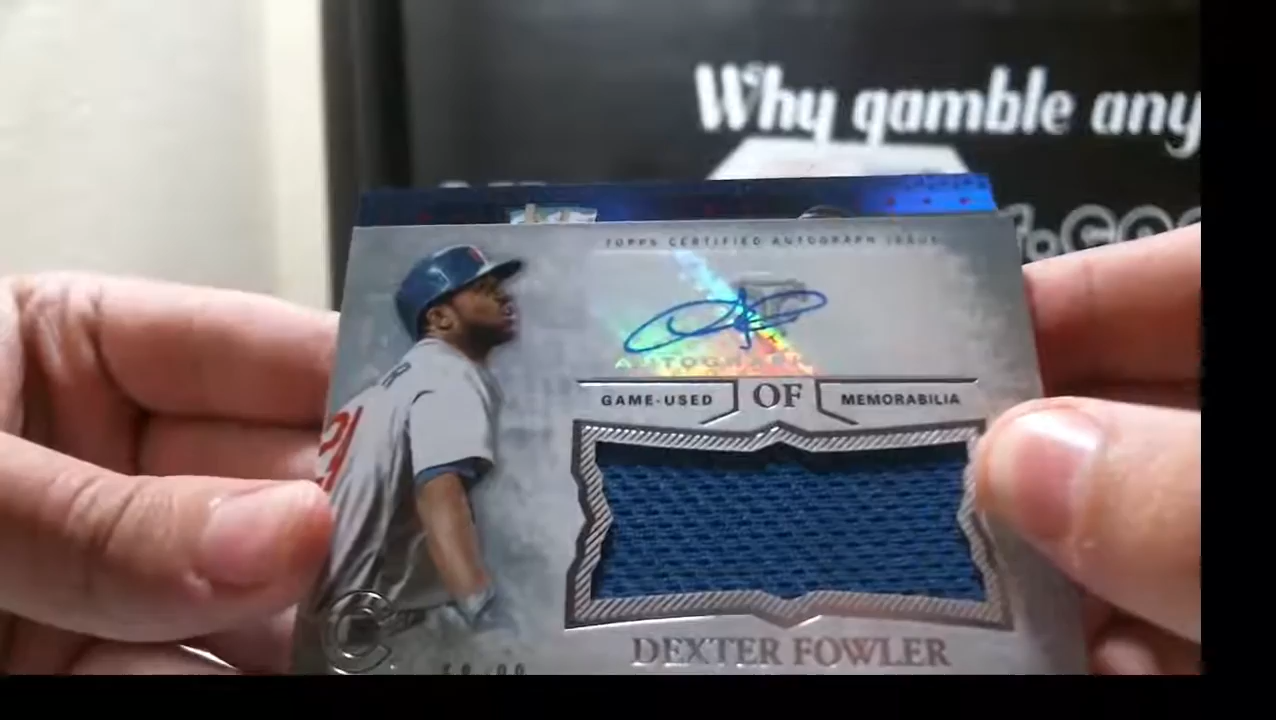 Why gamble any
TOPPS CERTIFIED AUTOGRAPH ISSUE
AUTOGRAPH
GAME-USED OF MEMORABILIA
DEXTER FOWLER